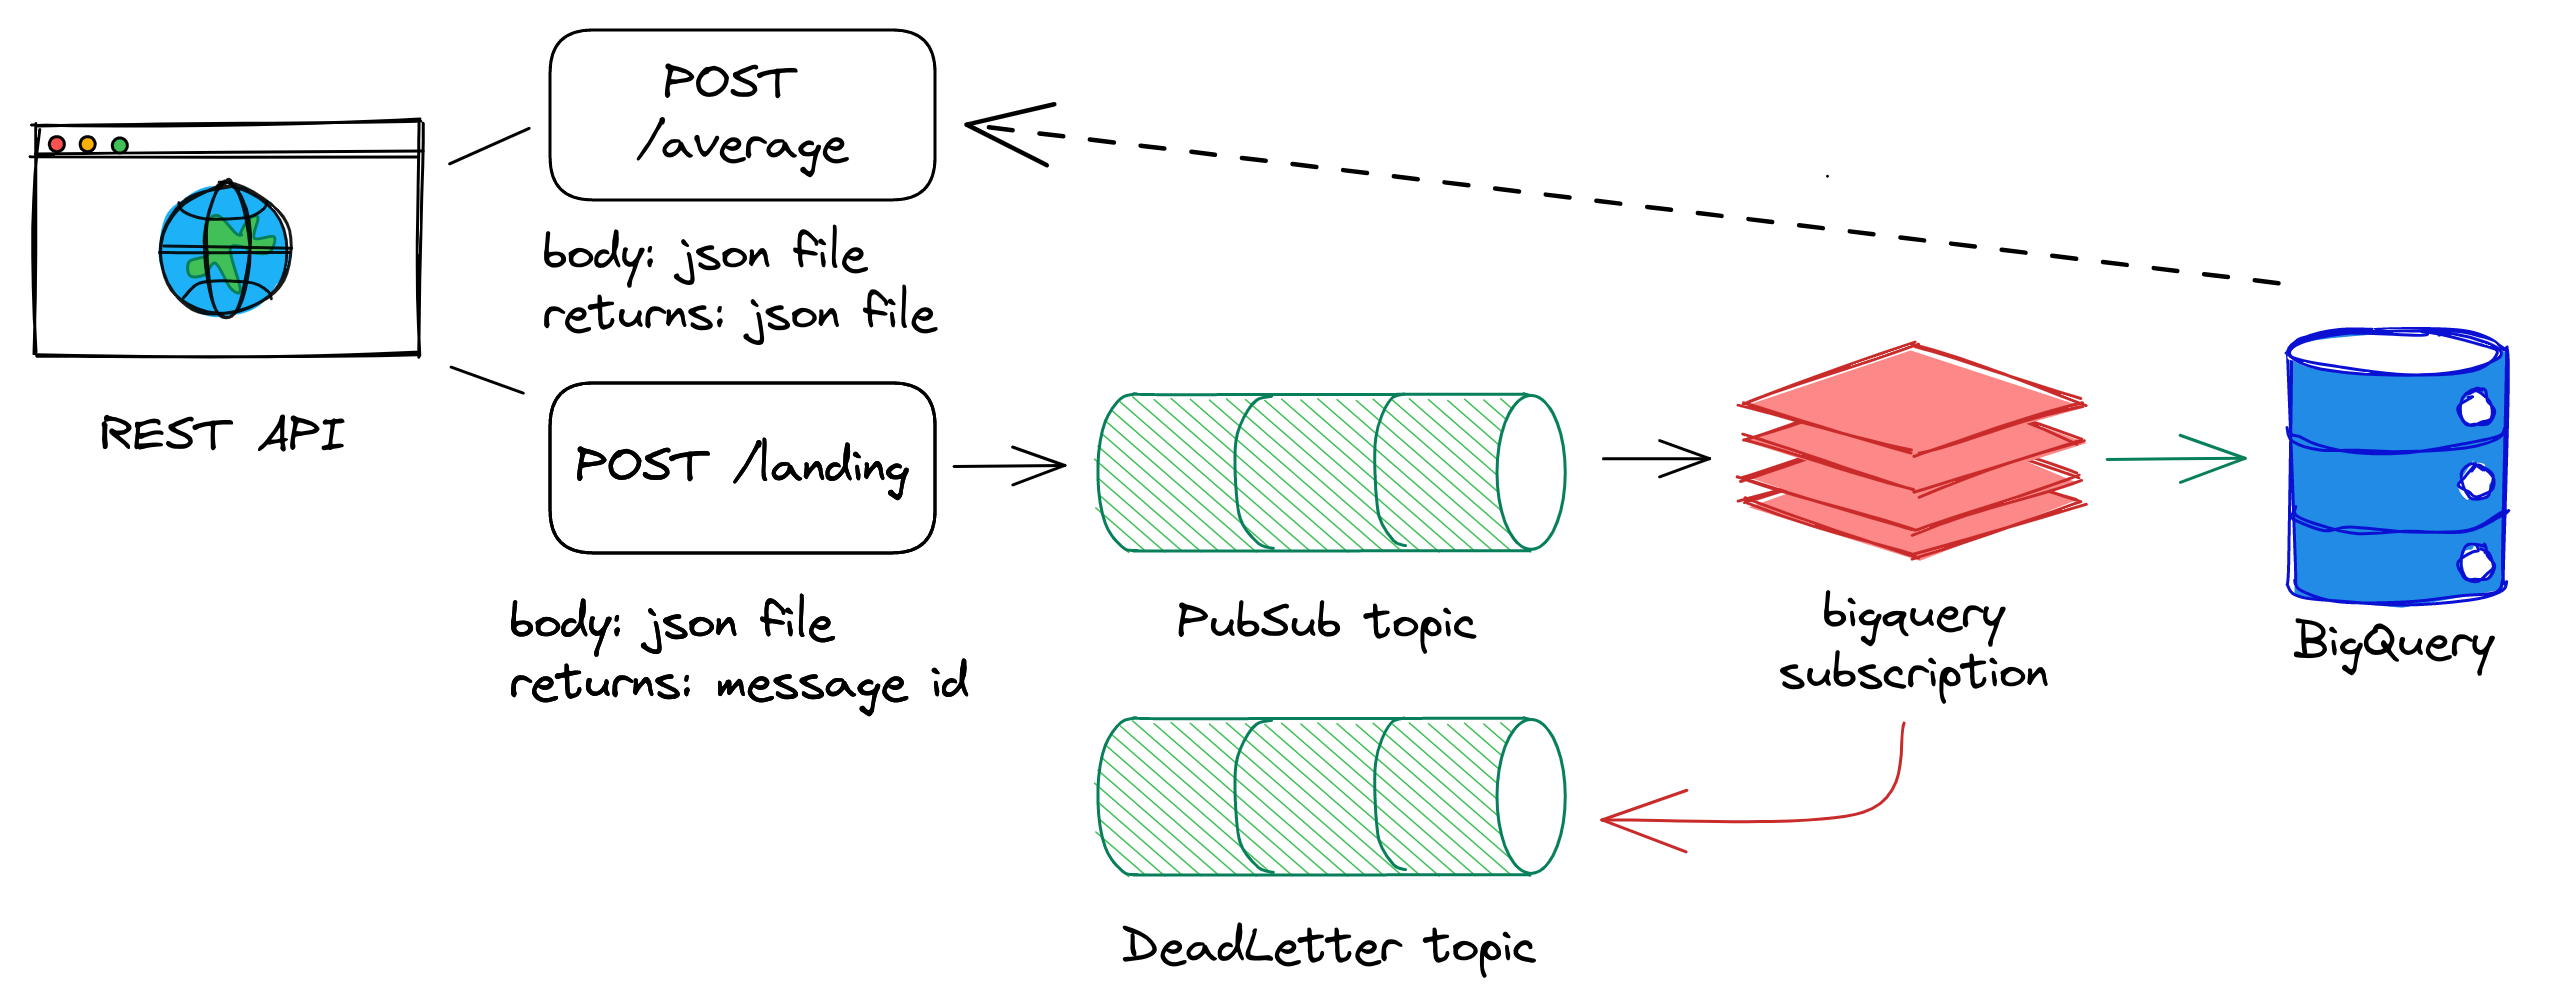 POST
/average
body: json file
returns: json file
REST API
POST /landing
body: json file
returns: message id
PubSub topic
bigquery
subscription
BigQuery
DeadLetter topic